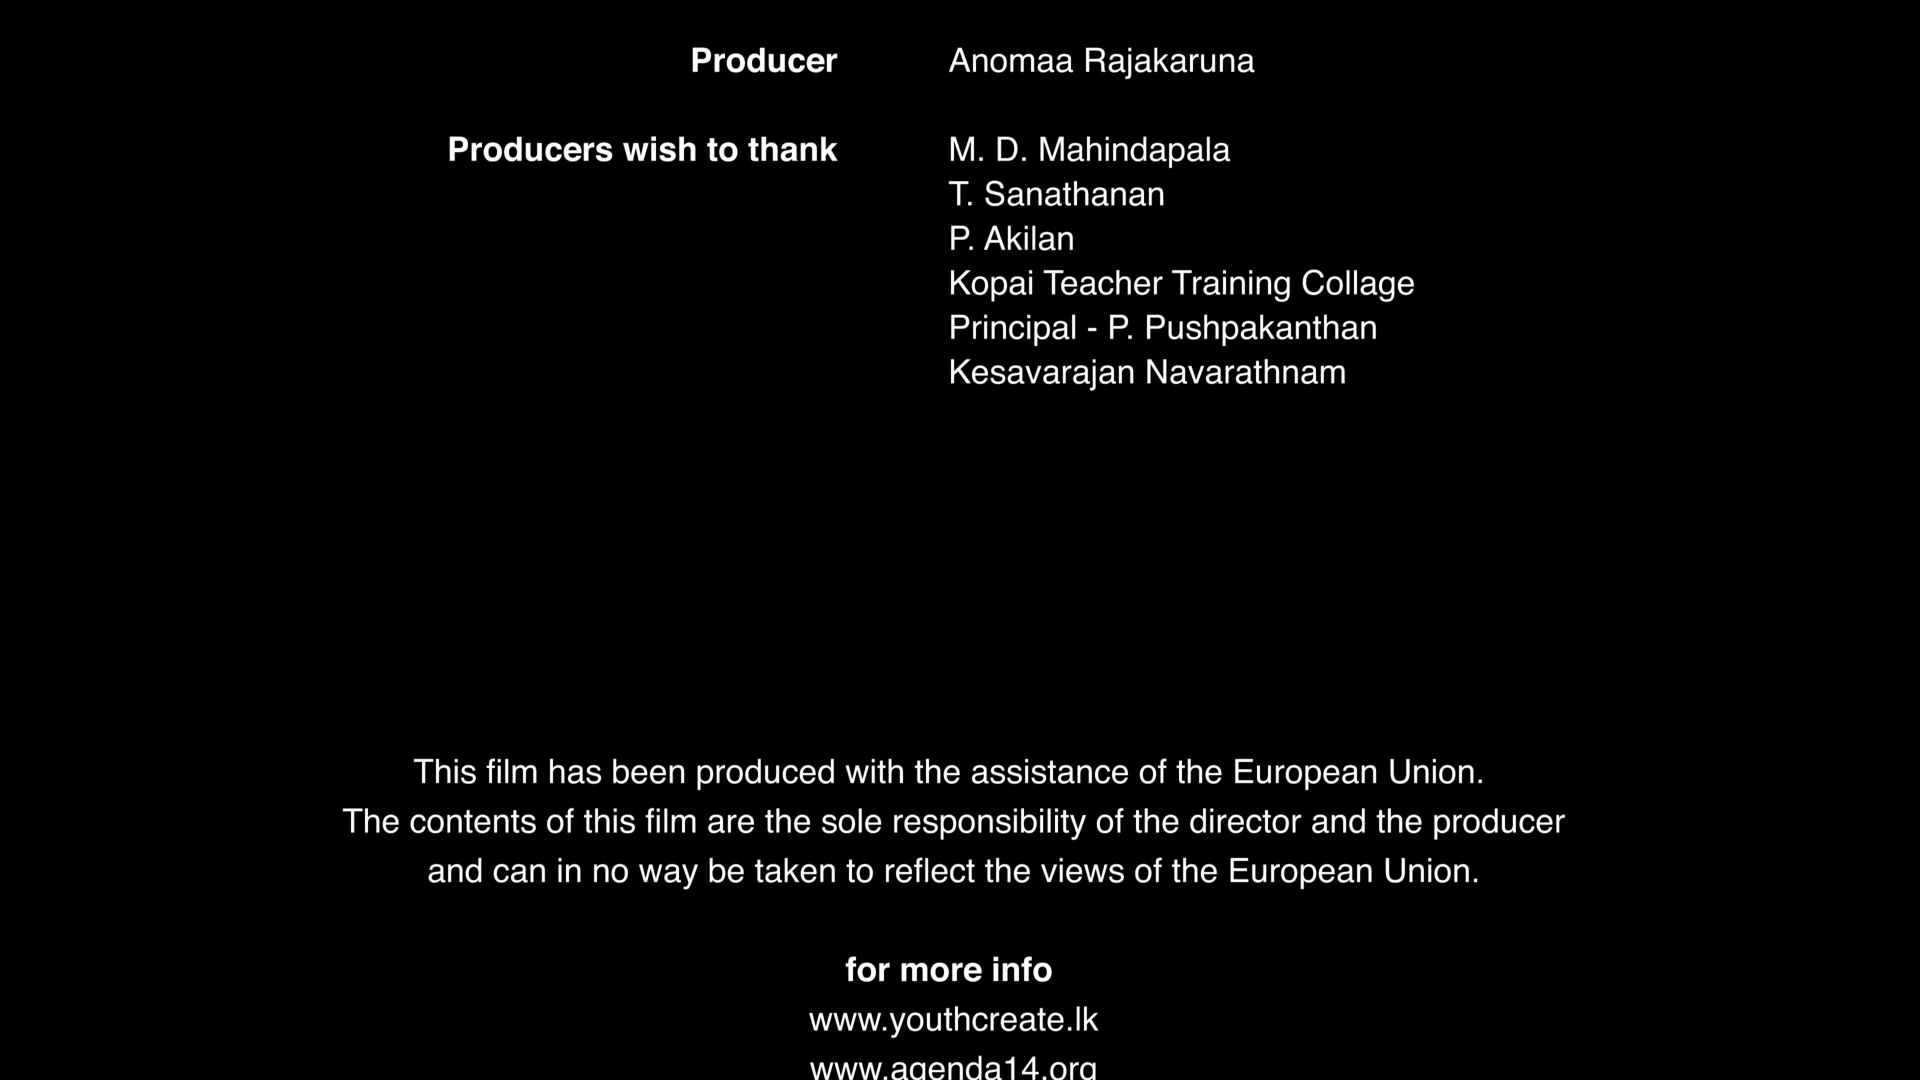 Producer Anomaa Rajakaruna
Producers wish to thank M. D. Mahindapala
T. Sanathanan
P. Akilan
Kopai Teacher Training Collage
Principal - P. Pushpakanthan
Kesavarajan Navarathnam
This film has been produced with the assistance of the European Union.
The contents of this film are the sole responsibility of the director and the producer
and can in no way be taken to reflect the views of the European Union.
for more info
www.youthcreate.lk
www.agenda14.org